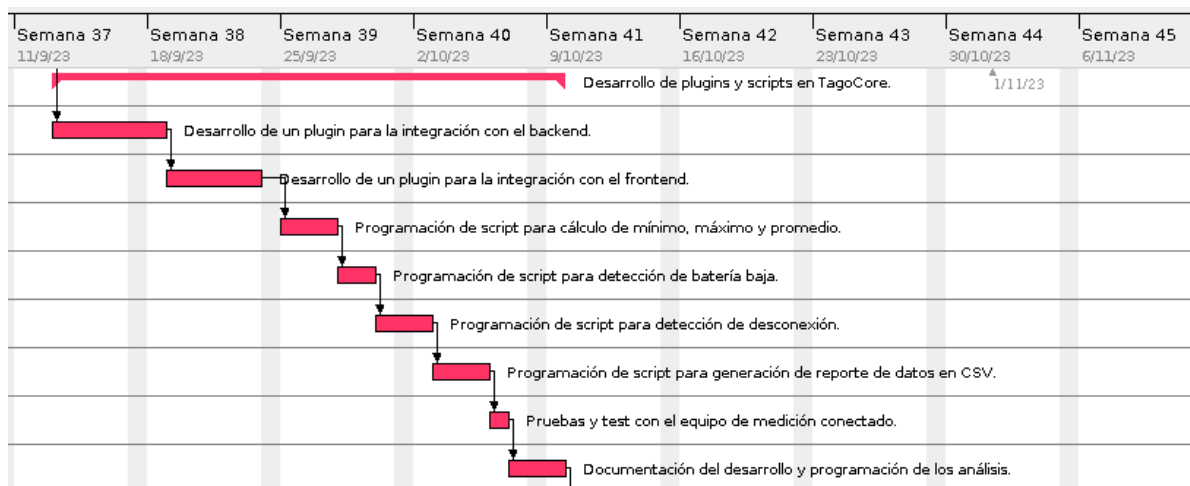 Semana 37 Semana 38 Semana 39 Semana 40 Semana 41 Semana 42 Semana 43 Semana 44 Semana 45
11/9/23 18/9/23 25/9/23 2/10/23 9/10/23 16/10/23 23/10/23 30/10/23 6/11/23
Desarrollo de plugins y scripts en TagoCore. 1/11/23
Desarrollo de un plugin para la integración con el backend.
Desarrollo de un plugin para la integración con el frontend.
Programación de script para cálculo de mínimo, máximo y promedio.
Programación de script para detección de batería baja.
Programación de script para detección de desconexión.
Programación de script para generación de reporte de datos en CSV.
Pruebas y test con el equipo de medición conectado.
Documentación del desarrollo y programación de los análisis.